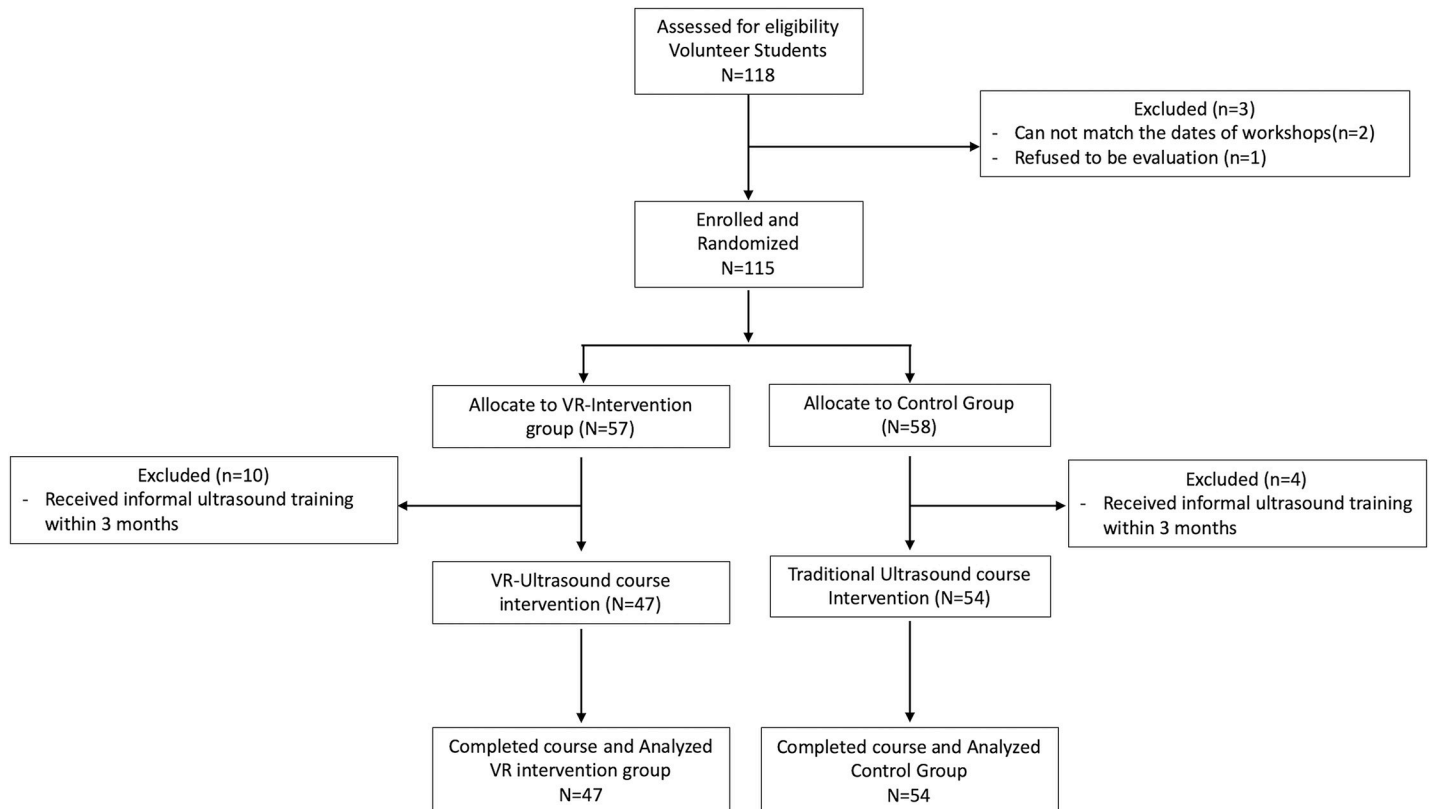 Assessed for eligibility
Volunteer Students
N=118
Excluded (n=3)
- Can not match the dates of workshops(n=2)
- Refused to be evaluation (n=1)
Enrolled and
Randomized
N=115
Allocate to VR-Intervention
group (N=57)
Allocate to Control Group
(N=58)
Excluded (n=10)
- Received informal ultrasound training
within 3 months
Excluded (n=4)
- Received informal ultrasound training
within 3 months
VR-Ultrasound course
intervention (N=47)
Traditional Ultrasound course
Intervention (N=54)
Completed course and Analyzed
VR intervention group
N=47
Completed course and Analyzed
Control Group
N=54